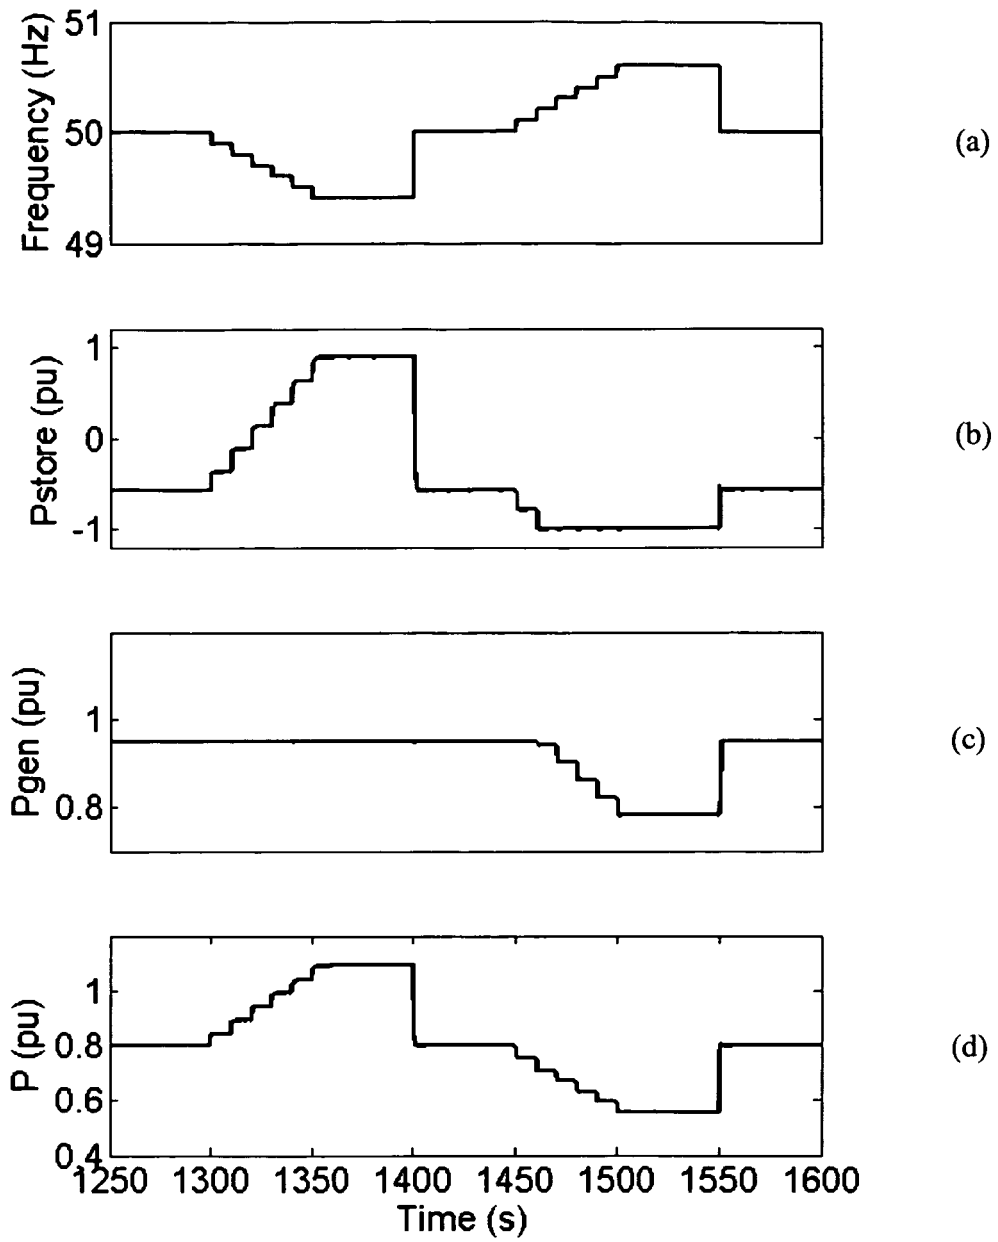 51
50
49
Frequency (Hz)
(a)
1
0
-1
Pstore (pu)
(b)
1
0.8
Pgen (pu)
(c)
1
0.8
0.6
0.4
P (pu)
(d)
1250 1300 1350 1400 1450 1500 1550 1600
Time (s)